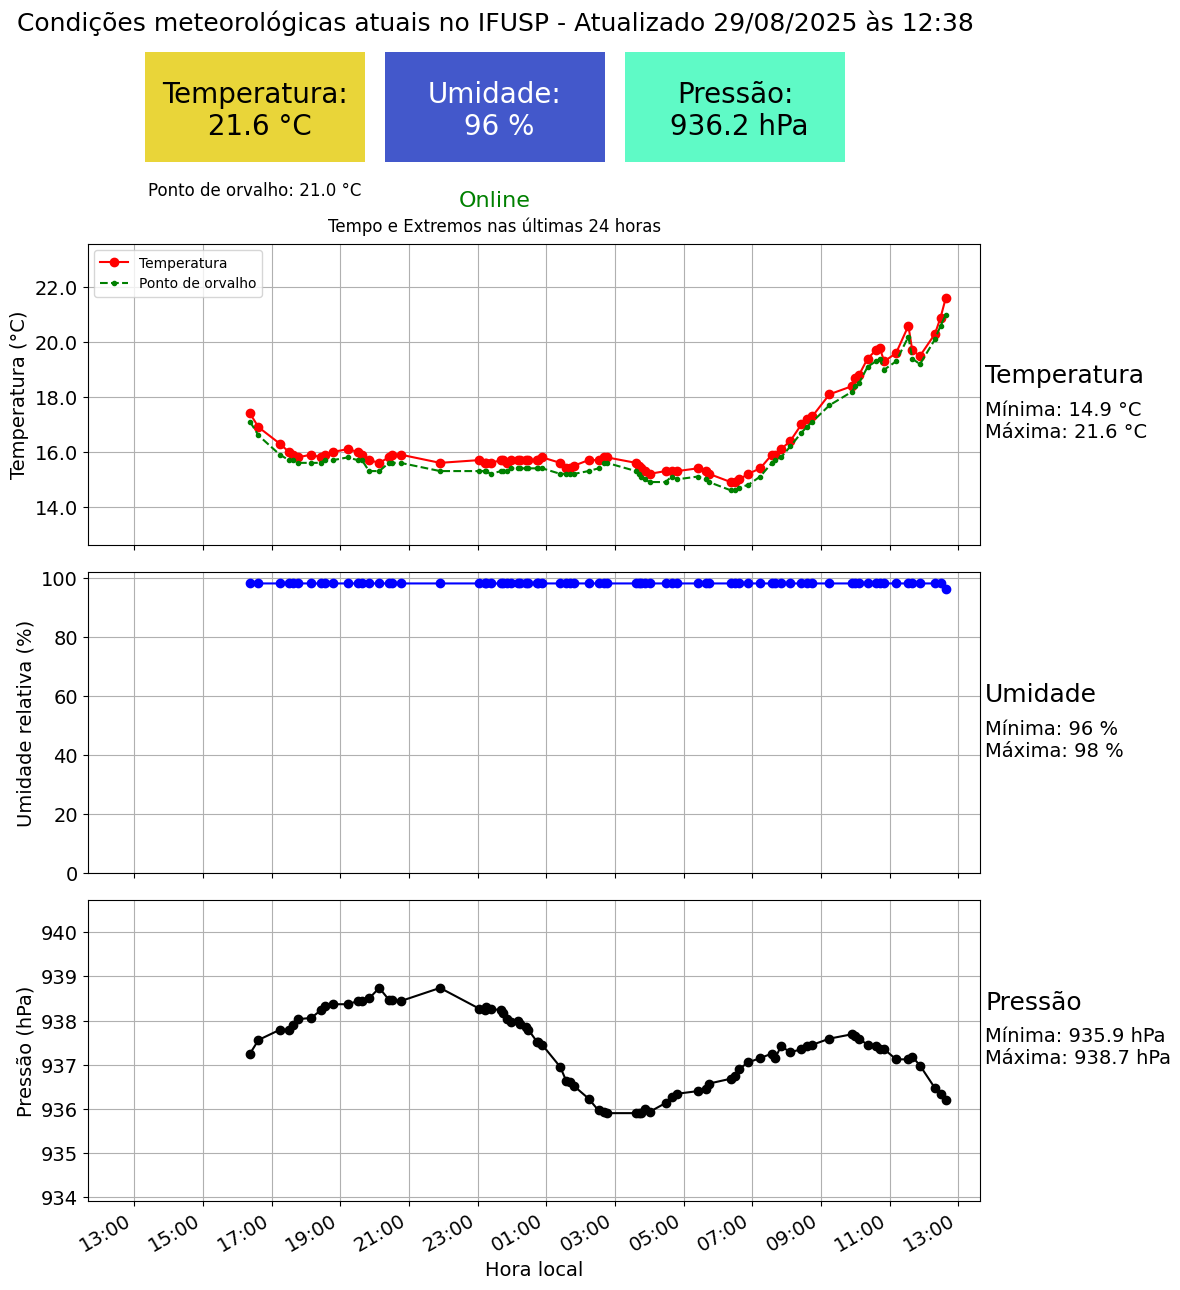 Condições meteorológicas atuais no IFUSP - Atualizado 29/08/2025 às 12:38
Temperatura:
21.6 °C
Umidade:
96 %
Pressão:
936.2 hPa
Ponto de orvalho: 21.0 °C
Online
Tempo e Extremos nas últimas 24 horas
Temperatura
Ponto de orvalho
Temperatura (°C)
22.0
20.0
18.0
16.0
14.0
Temperatura
Mínima: 14.9 °C
Máxima: 21.6 °C
Umidade relativa (%)
100
80
60
40
20
0
Umidade
Mínima: 96 %
Máxima: 98 %
Pressão (hPa)
940
939
938
937
936
935
934
Pressão
Mínima: 935.9 hPa
Máxima: 938.7 hPa
13:00
15:00
17:00
19:00
21:00
23:00
01:00
03:00
05:00
07:00
09:00
11:00
13:00
Hora local